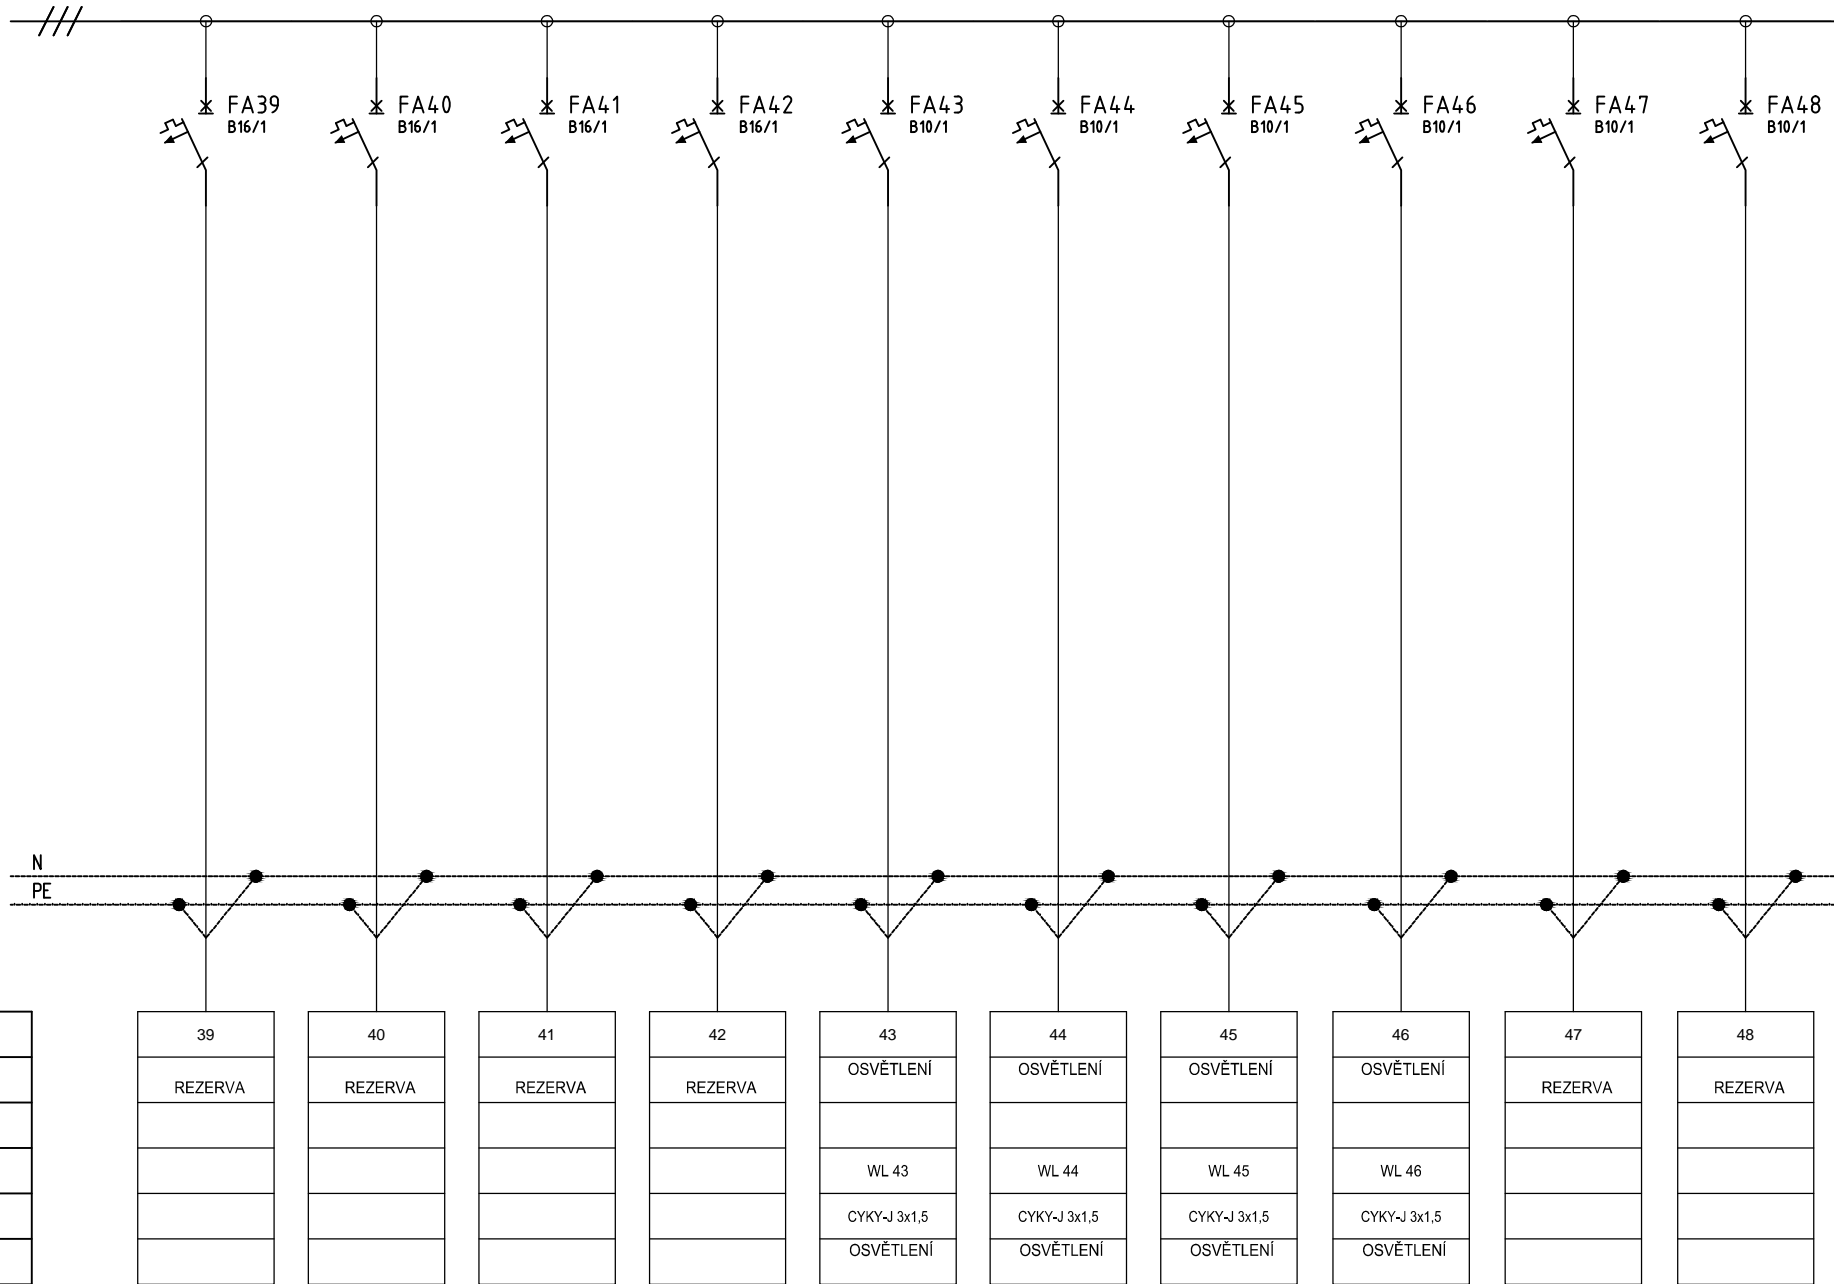 FA39 FA40 FA41 FA42 FA43 FA44 FA45 FA46 FA47 FA48
B16/1 B16/1 B16/1 B16/1 B10/1 B10/1 B10/1 B10/1 B10/1 B10/1
N
PE
39 40 41 42 43 44 45 46 47 48
OSVĚTLENÍ OSVĚTLENÍ OSVĚTLENÍ OSVĚTLENÍ
REZERVA REZERVA REZERVA REZERVA REZERVA REZERVA
WL 43 WL 44 WL 45 WL 46
CYKY-J 3x1,5 CYKY-J 3x1,5 CYKY-J 3x1,5 CYKY-J 3x1,5
OSVĚTLENÍ OSVĚTLENÍ OSVĚTLENÍ OSVĚTLENÍ